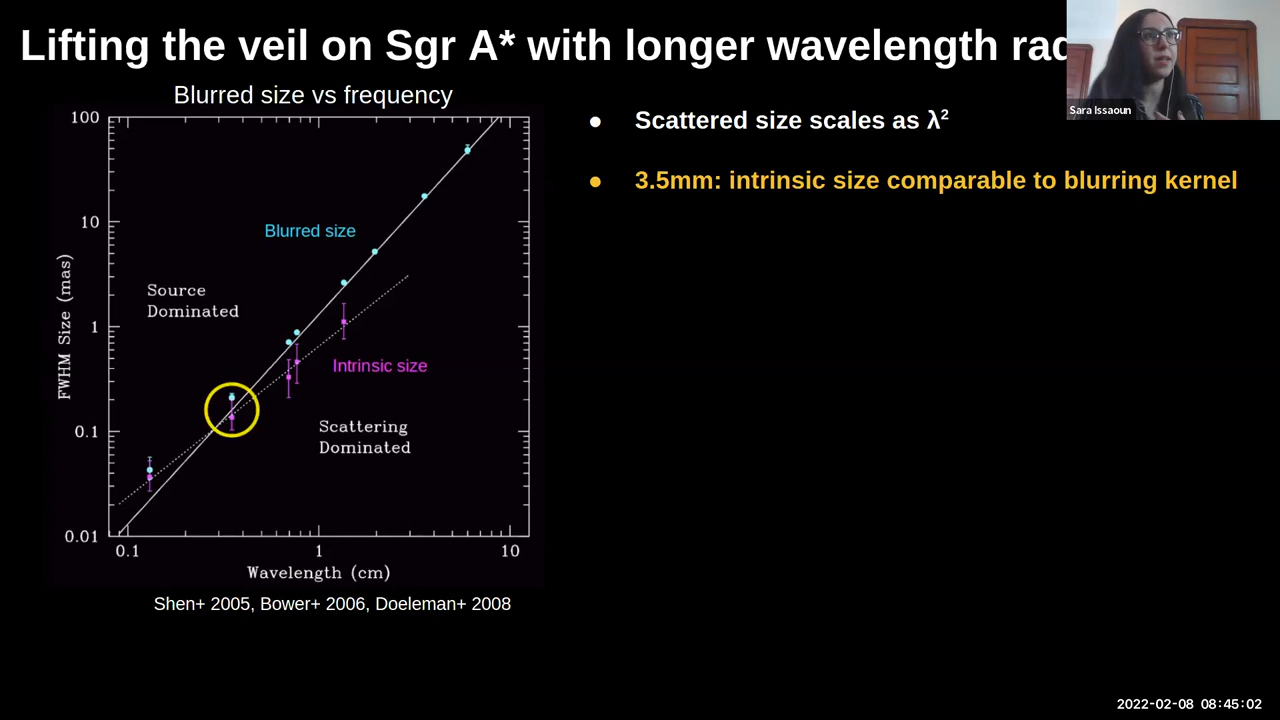 Lifting the veil on Sgr A* with longer wavelength
Sara Issaoun
Blurred size vs frequency
• Scattered size scales as λ²
• 3.5mm: intrinsic size comparable to blurring kernel
100
10
1
0.1
0.01
FWHM Size (mas)
Blurred size
Source
Dominated
Intrinsic size
Scattering
Dominated
0.1 1 10
Wavelength (cm)
Shen+ 2005, Bower+ 2006, Doeleman+ 2008
2022-02-08 08:45:02